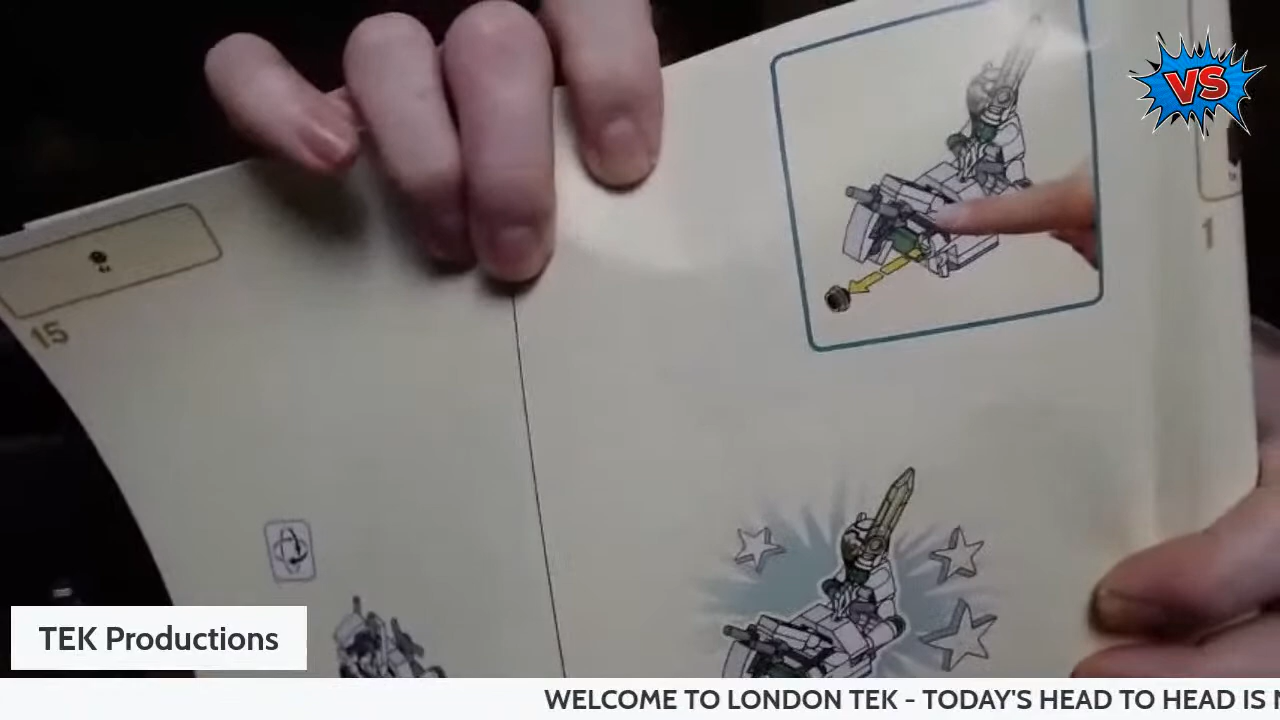 VS
15
1
TEK Productions
WELCOME TO LONDON TEK - TODAY'S HEAD TO HEAD IS